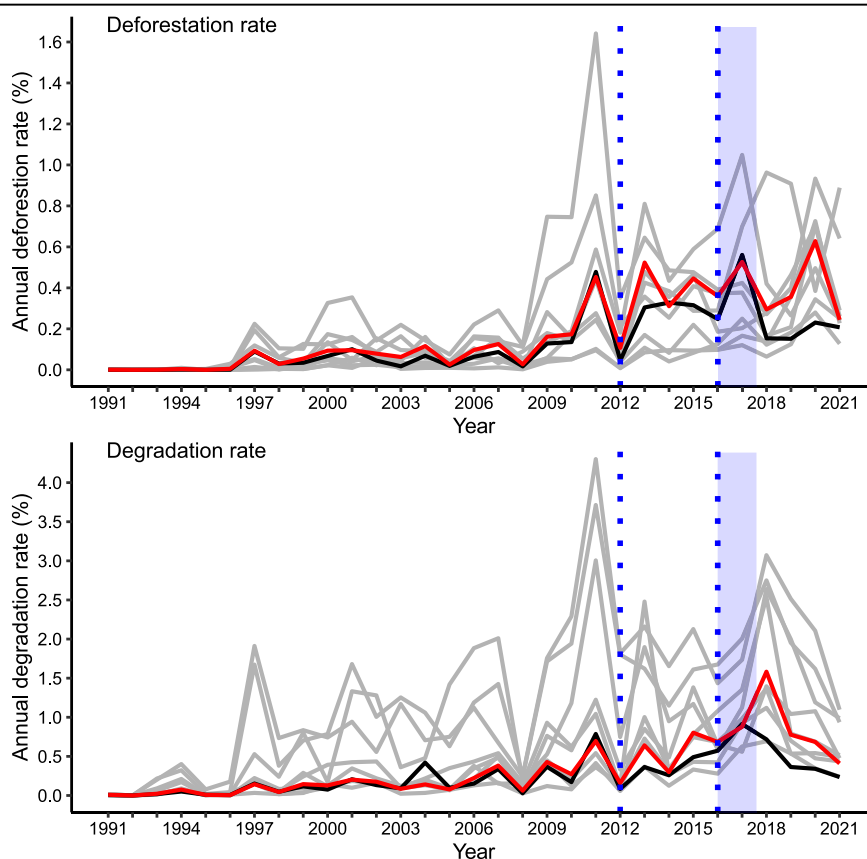 Deforestation rate
Annual deforestion rate (%)
1.6
1.4
1.2
1.0
0.8
0.6
0.4
0.2
0.0
1991 1994 1997 2000 2003 2006 2009 2012 2015 2018 2021
Year
Degradation rate
Annual degradation rate (%)
4.0
3.5
3.0
2.5
2.0
1.5
1.0
0.5
0.0
1991 1994 1997 2000 2003 2006 2009 2012 2015 2018 2021
Year